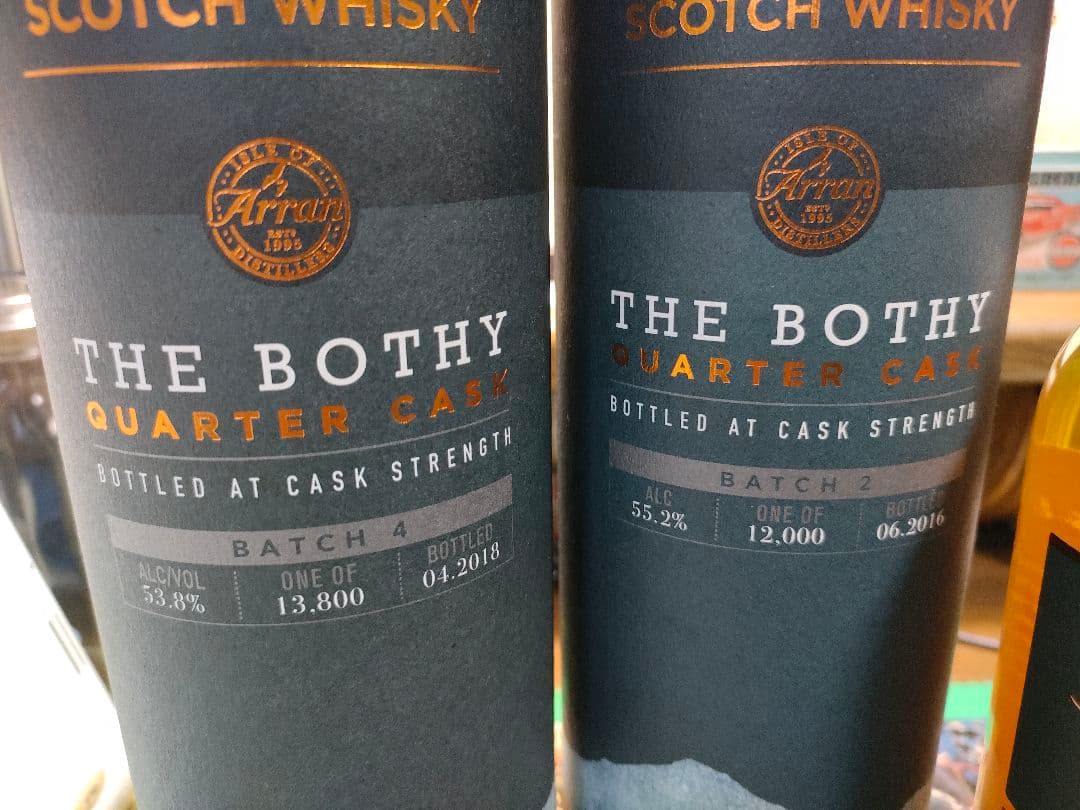 SCOTCH WHISKY
ISLE OF
Arran
ESTD
1995
DISTILLERS
THE BOTHY
QUARTER CASK
BOTTLED AT CASK STRENGTH
BATCH 4
ALC/VOL
53.8%
ONE OF
13,800
BOTTLED
04.2018
SCOTCH WHISKY
ISLE OF
Arran
ESTD
1995
DISTILLERS
THE BOTHY
QUARTER CASK
BOTTLED AT CASK STRENGTH
BATCH 2
ALC
55.2%
ONE OF
12,000
BOTTLED
06.2016